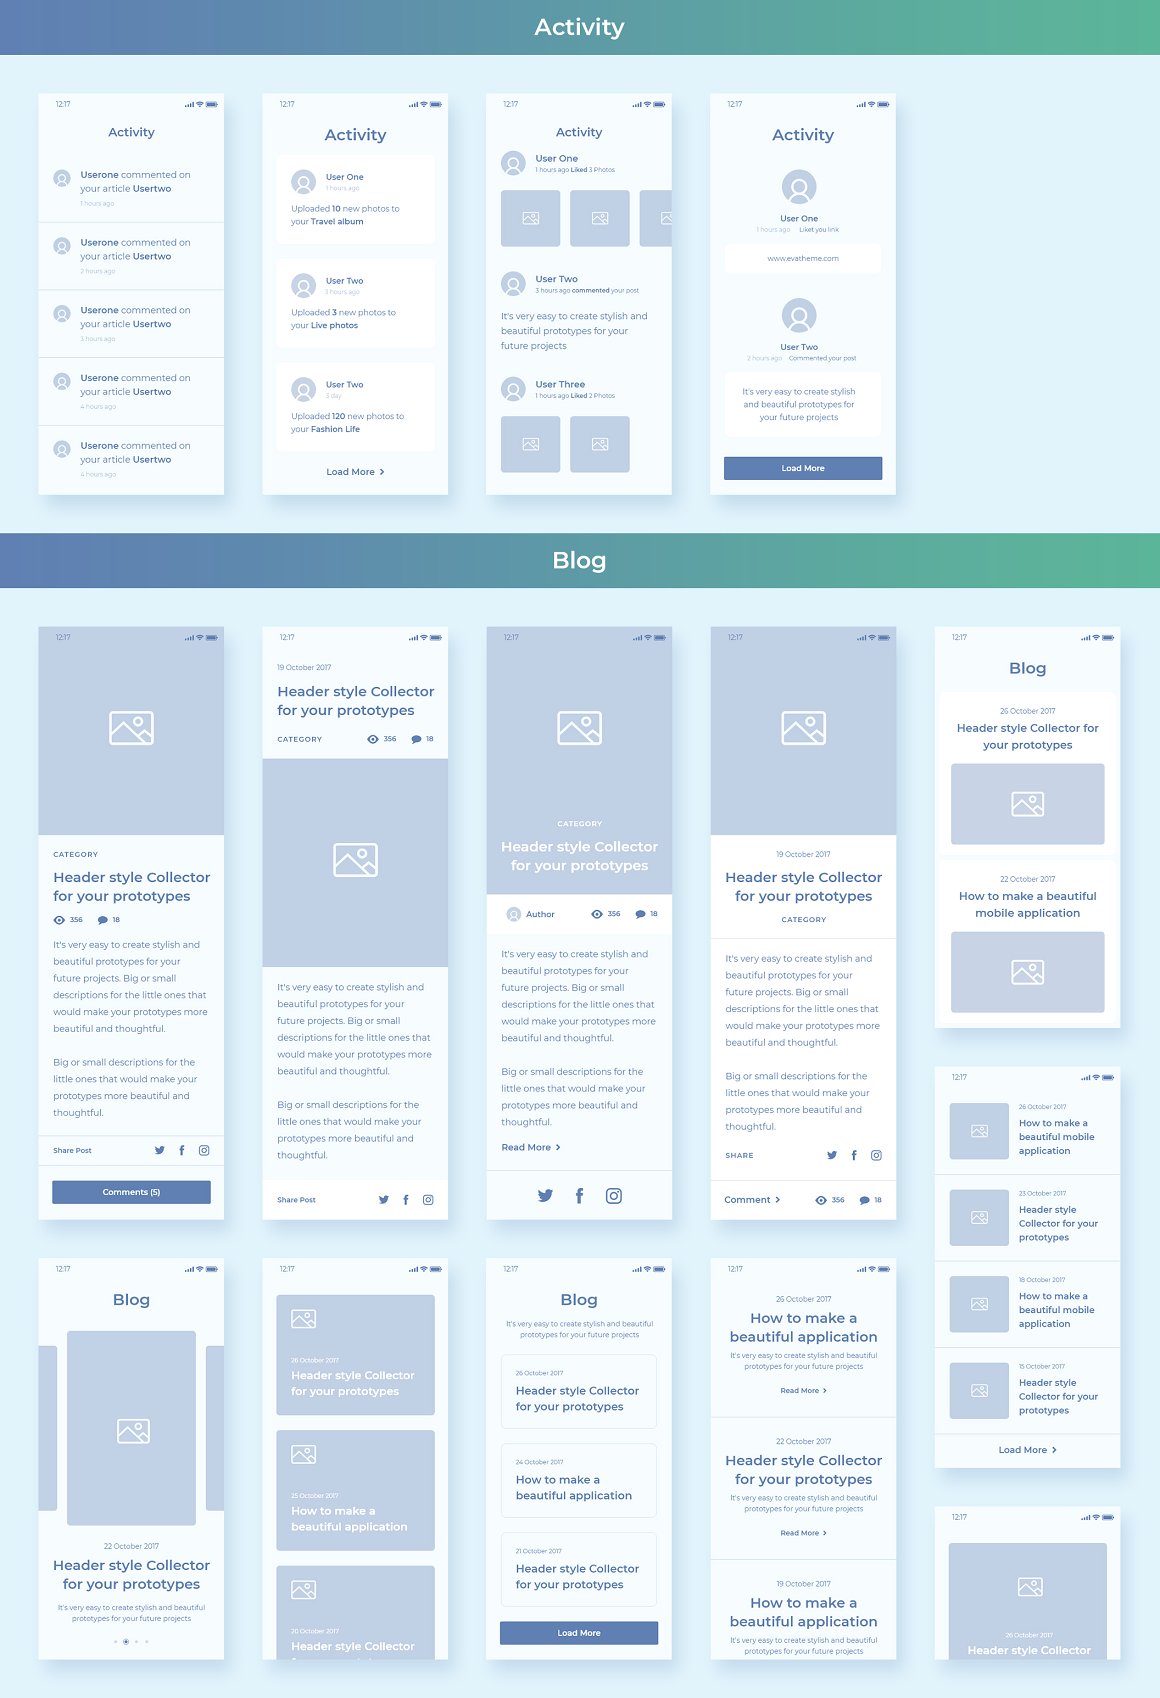 Activity
12:17
Activity
Userone commented on
your article Usertwo
1 hours ago
Userone commented on
your article Usertwo
2 hours ago
Userone commented on
your article Usertwo
3 hours ago
Userone commented on
your article Usertwo
4 hours ago
Userone commented on
your article Usertwo
4 hours ago
12:17
Activity
User One
1 hours ago
Uploaded 10 new photos to
your Travel album
User Two
3 hours ago
Uploaded 3 new photos to
your Live photos
User Two
3 day
Uploaded 120 new photos to
your Fashion Life
Load More
12:17
Activity
User One
1 hours ago Liked 3 Photos
User Two
3 hours ago commented your post
It's very easy to create stylish and
beautiful prototypes for your
future projects
User Three
1 hours ago Liked 2 Photos
12:17
Activity
User One
1 hours ago Liket you link
www.evatheme.com
User Two
2 hours ago Commented your post
It's very easy to create stylish
and beautiful prototypes for
your future projects
Load More
Blog
12:17
CATEGORY
Header style Collector
for your prototypes
356 18
It's very easy to create stylish and
beautiful prototypes for your
future projects. Big or small
descriptions for the little ones that
would make your prototypes more
beautiful and thoughtful.
Big or small descriptions for the
little ones that would make your
prototypes more beautiful and
thoughtful.
Share Post
Comments (5)
12:17
19 October 2017
Header style Collector
for your prototypes
CATEGORY 356 18
It's very easy to create stylish and
beautiful prototypes for your
future projects. Big or small
descriptions for the little ones that
would make your prototypes more
beautiful and thoughtful.
Big or small descriptions for the
little ones that would make your
prototypes more beautiful and
thoughtful.
Share Post
12:17
CATEGORY
Header style Collector
for your prototypes
Author 356 18
It's very easy to create stylish and
beautiful prototypes for your
future projects. Big or small
descriptions for the little ones that
would make your prototypes more
beautiful and thoughtful.
Big or small descriptions for the
little ones that would make your
prototypes more beautiful and
thoughtful.
Read More
12:17
19 October 2017
Header style Collector
for your prototypes
CATEGORY
It's very easy to create stylish and
beautiful prototypes for your
future projects. Big or small
descriptions for the little ones that
would make your prototypes more
beautiful and thoughtful.
Big or small descriptions for the
little ones that would make your
prototypes more beautiful and
thoughtful.
SHARE
Comment 356 18
12:17
Blog
26 October 2017
Header style Collector for
your prototypes
22 October 2017
How to make a beautiful
mobile application
12:17
26 October 2017
How to make a
beautiful mobile
application
23 October 2017
Header style
Collector for your
prototypes
18 October 2017
How to make a
beautiful mobile
application
15 October 2017
Header style
Collector for your
prototypes
Load More
12:17
Blog
22 October 2017
Header style Collector
for your prototypes
It's very easy to create stylish and beautiful
prototypes for your future projects
12:17
26 October 2017
Header style Collector
for your prototypes
25 October 2017
How to make a
beautiful application
20 October 2017
Header style Collector
12:17
Blog
It's very easy to create stylish and beautiful
prototypes for your future projects
26 October 2017
Header style Collector
for your prototypes
24 October 2017
How to make a
beautiful application
21 October 2017
Header style Collector
for your prototypes
Load More
12:17
26 October 2017
How to make a
beautiful application
It's very easy to create stylish and beautiful
prototypes for your future projects
Read More
22 October 2017
Header style Collector
for your prototypes
It's very easy to create stylish and beautiful
prototypes for your future projects
Read More
19 October 2017
How to make a
beautiful application
It's very easy to create stylish and beautiful
prototypes for your future projects
12:17
26 October 2017
Header style Collector